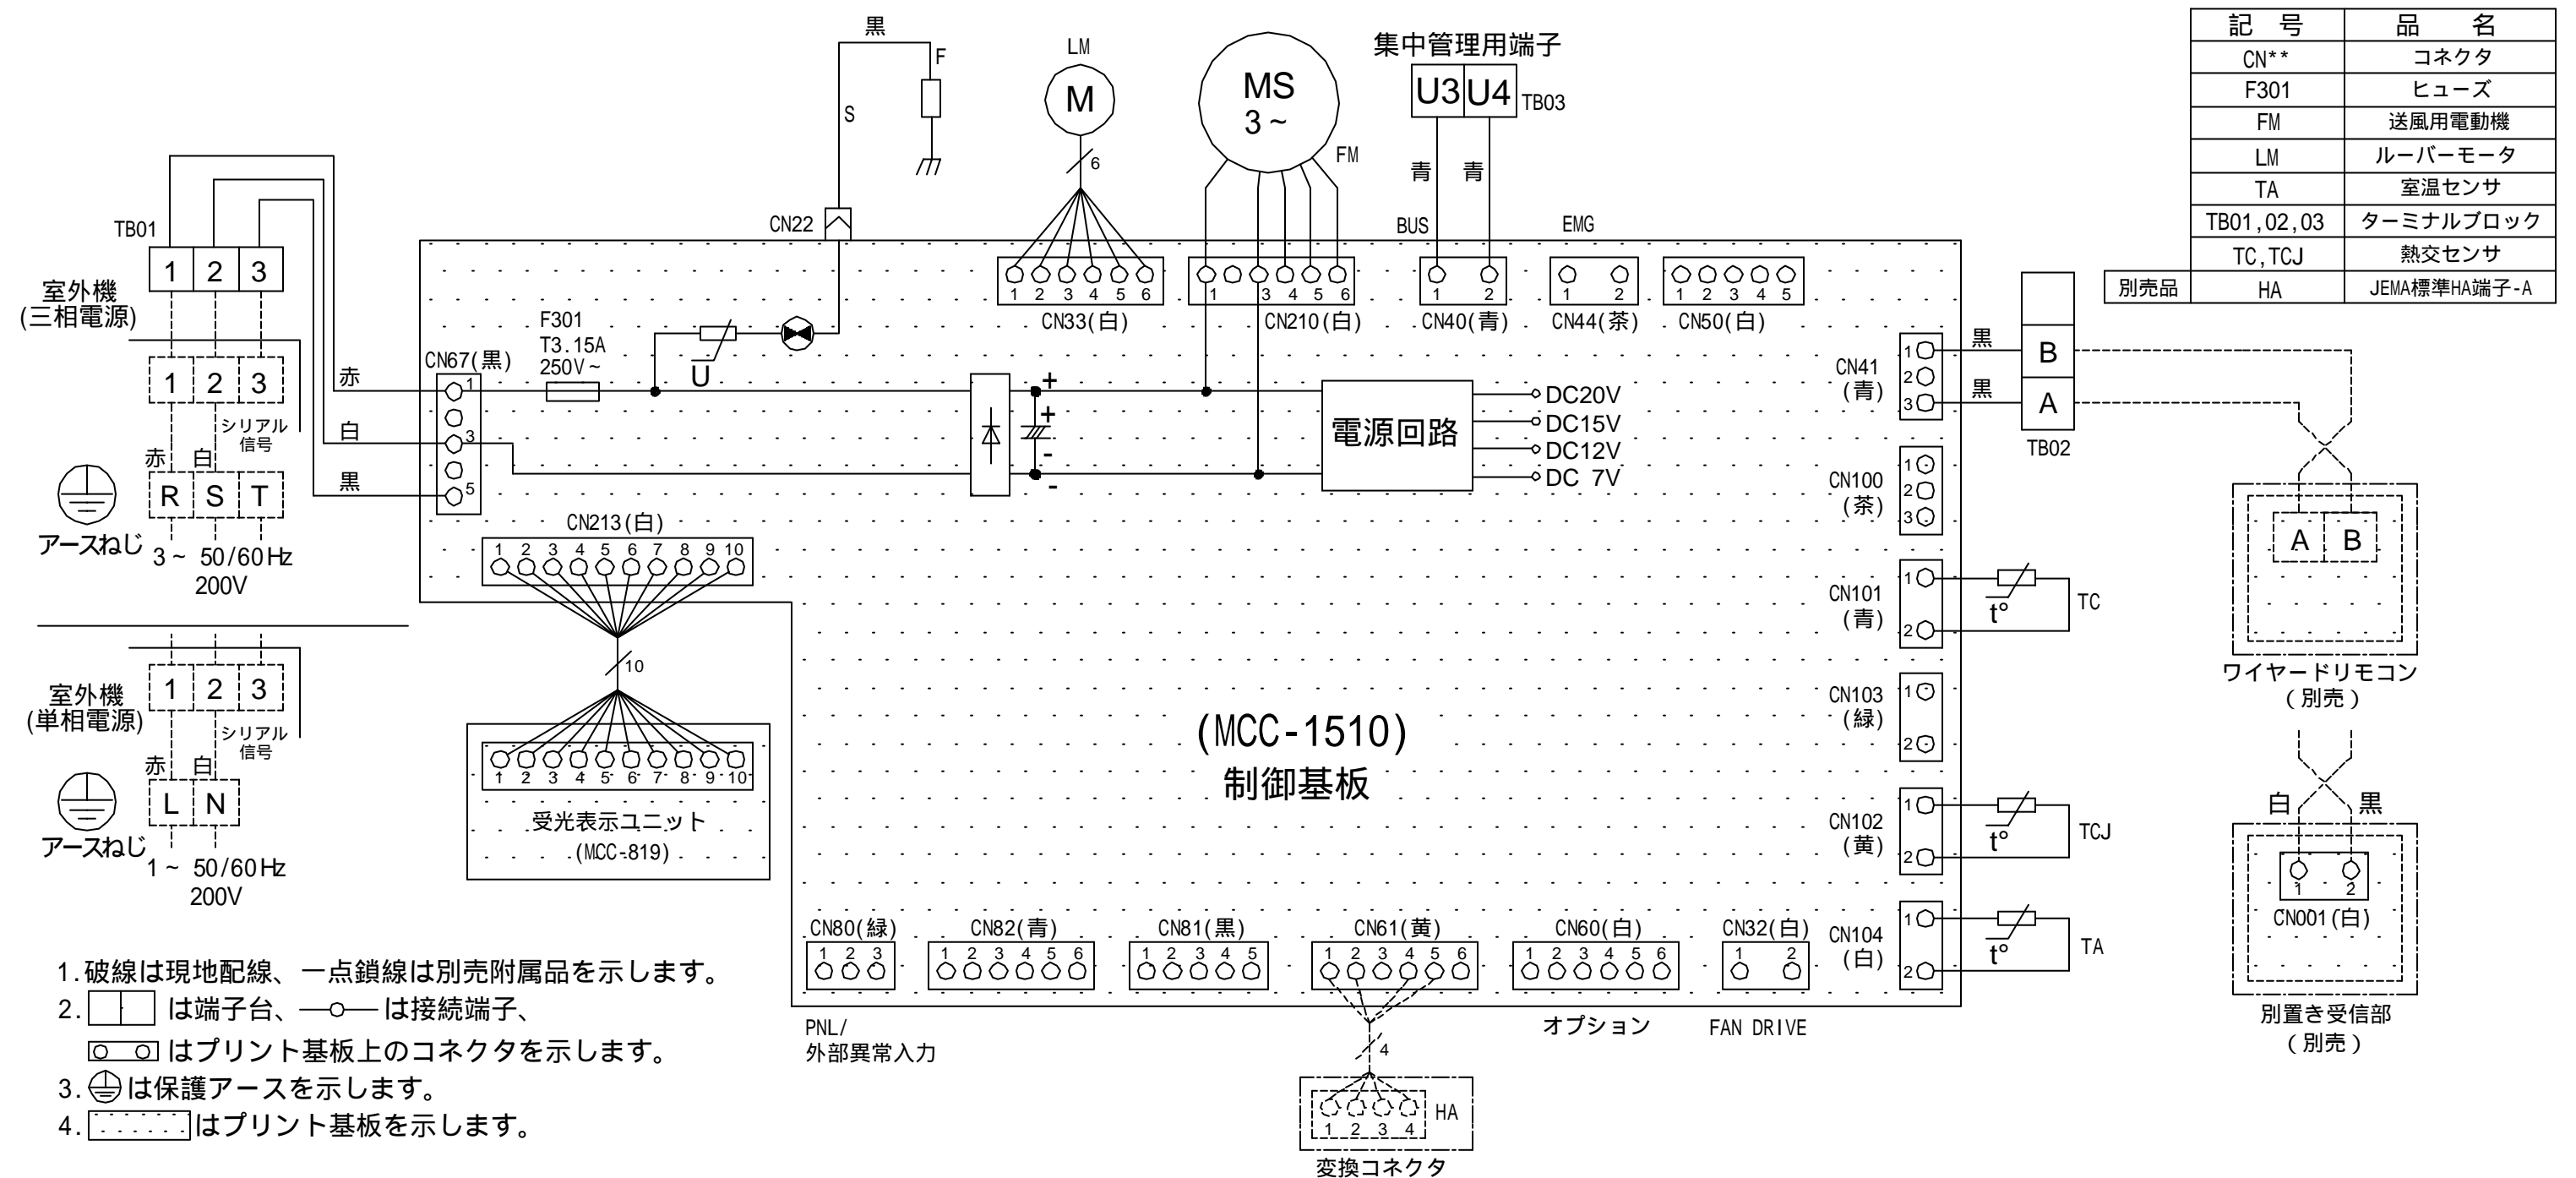 黒
F
S
LM
M
6
MS
3～
FM
集中管理用端子
U3 U4
TB03
青 青
記号 品名
CN** コネクタ
F301 ヒューズ
FM 送風用電動機
LM ルーバーモータ
TA 室温センサ
TB01,02,03 ターミナルブロック
TC,TCJ 熱交センサ
別売品 HA JEMA標準HA端子-A
TB01
1 2 3
室外機
(三相電源)
1 2 3
シリアル
信号
赤 白
R S T
アースねじ
3～ 50/60Hz
200V
赤
白
黒
CN22
BUS
EMG
1 2 3 4 5 6
CN33(白)
1 3 4 5 6
CN210(白)
1 2
CN40(青)
1 2
CN44(茶)
1 2 3 4 5
CN50(白)
F301
T3.15A
250V～
CN67(黒)
1
3
5
U
+
+
-
-
電源回路
DC20V
DC15V
DC12V
DC 7V
CN41
(青)
1
2
3
黒
黒
B
A
TB02
CN100
(茶)
1
2
3
A B
ワイヤードリモコン
(別売)
CN213(白)
1 2 3 4 5 6 7 8 9 10
10
1 2 3 4 5 6 7 8 9 10
受光表示ユニット
(MCC-819)
CN101
(青)
1
2
t°
TC
CN103
(緑)
1
2
CN102
(黄)
1
2
t°
TCJ
CN104
(白)
1
2
t°
TA
(MCC-1510)
制御基板
白 黒
1 2
CN001(白)
別置き受信部
(別売)
室外機
(単相電源)
1 2 3
シリアル
信号
赤 白
L N
アースねじ
1～ 50/60Hz
200V
CN80(緑)
1 2 3
CN82(青)
1 2 3 4 5 6
CN81(黒)
1 2 3 4 5
CN61(黄)
1 2 3 4 5 6
CN60(白)
1 2 3 4 5 6
CN32(白)
1 2
PNL/
外部異常入力
オプション
FAN DRIVE
4
1 2 3 4
HA
変換コネクタ
1.破線は現地配線、一点鎖線は別売附属品を示します。
2. は端子台、 は接続端子、
はプリント基板上のコネクタを示します。
3. は保護アースを示します。
4. はプリント基板を示します。